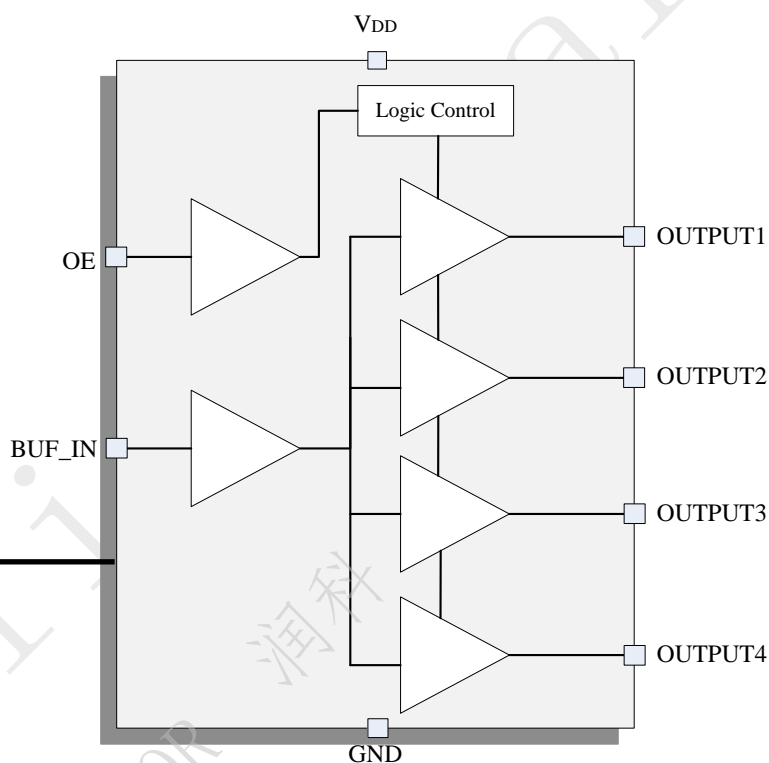 VDD
Logic Control
OE
OUTPUT1
OUTPUT2
BUF_IN
OUTPUT3
润科
OUTPUT4
GND